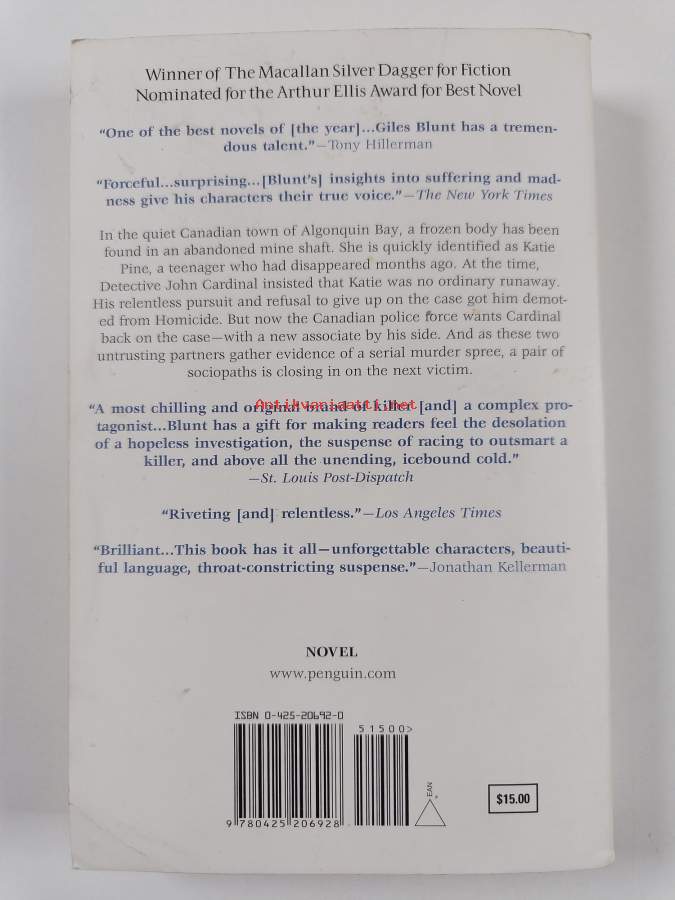 Winner of The Macallan Silver Dagger for Fiction
Nominated for the Arthur Ellis Award for Best Novel
“One of the best novels of [the year]...Giles Blunt has a tremen-
dous talent.”—Tony Hillerman
“Forceful...surprising...[Blunt's] insights into suffering and mad-
ness give his characters their true voice.”—The New York Times
In the quiet Canadian town of Algonquin Bay, a frozen body has been
found in an abandoned mine shaft. She is quickly identified as Katie
Pine, a teenager who had disappeared months ago. At the time,
Detective John Cardinal insisted that Katie was no ordinary runaway.
His relentless pursuit and refusal to give up on the case got him demot-
ed from Homicide. But now the Canadian police force wants Cardinal
back on the case—with a new associate by his side. And as these two
untrusting partners gather evidence of a serial murder spree, a pair of
sociopaths is closing in on the next victim.
“A most chilling and original brand of killer [and] a complex pro-
Antikvariaatti.net
tagonist...Blunt has a gift for making readers feel the desolation
of a hopeless investigation, the suspense of racing to outsmart a
killer, and above all the unending, icebound cold.”
—St. Louis Post-Dispatch
“Riveting [and] relentless.”—Los Angeles Times
“Brilliant...This book has it all—unforgettable characters, beauti-
ful language, throat-constricting suspense.”—Jonathan Kellerman
NOVEL
www.penguin.com
ISBN 0-425-20692-0
51500>
9 780425 206928
EAN
$15.00